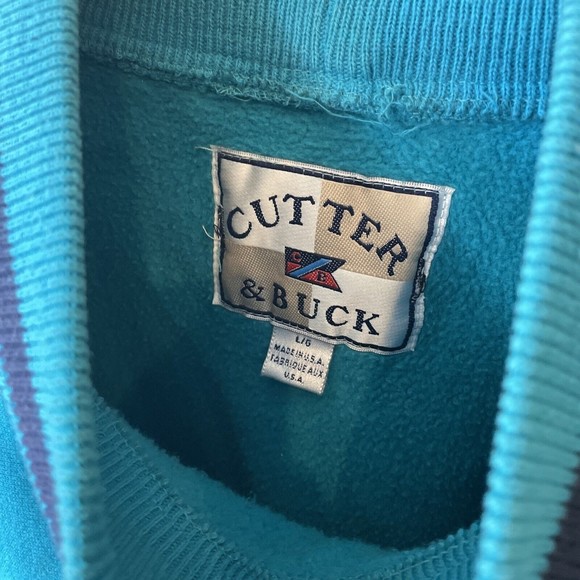 CUTTER
C B
& BUCK
L/G
MADE IN U.S.A.
FABRIQUE AUX
U.S.A.